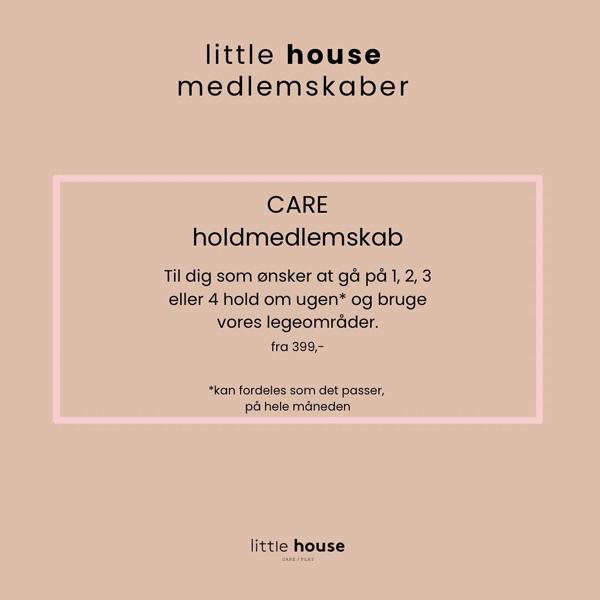 little house
medlemskaber
CARE
holdmedlemskab
Til dig som ønsker at gå på 1, 2, 3
eller 4 hold om ugen* og bruge
vores legeområder.
fra 399,-
*kan fordeles som det passer,
på hele måneden
little house
CARE / PLAY